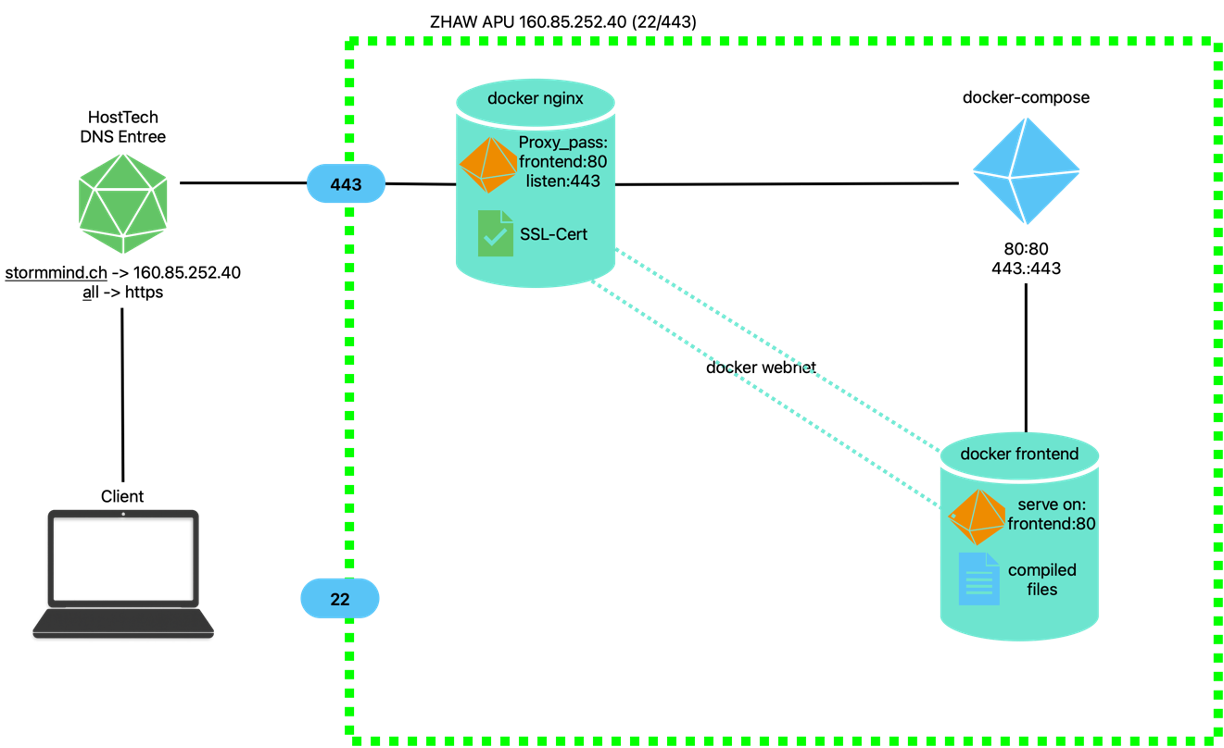 ZHAW APU 160.85.252.40 (22/443)
HostTech
DNS Entree
stormmind.ch -> 160.85.252.40
all -> https
Client
443
22
docker nginx
Proxy_pass:
frontend:80
listen:443
SSL-Cert
docker-compose
80:80
443.:443
docker webnet
docker frontend
serve on:
frontend:80
compiled
files